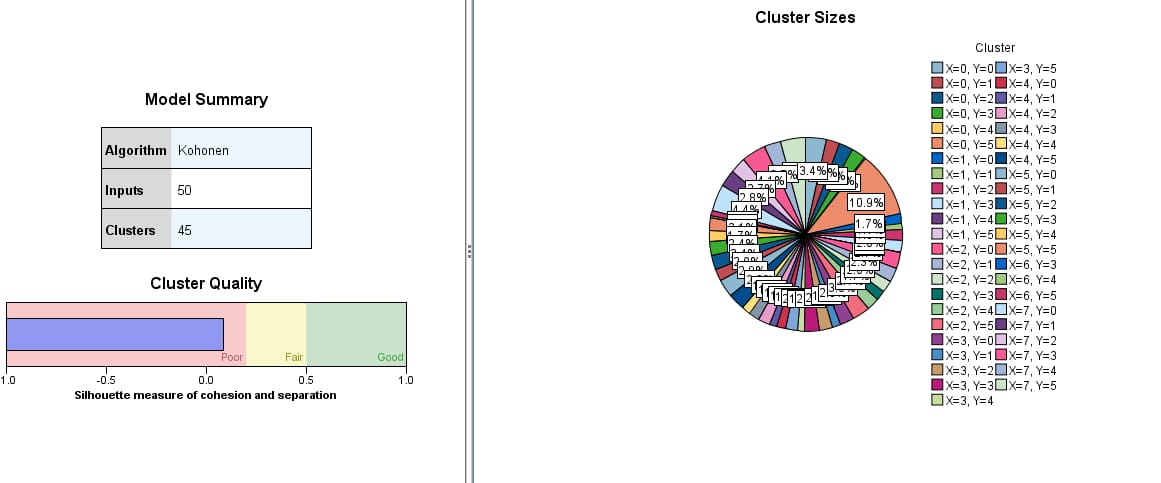 Model Summary
Algorithm Kohonen
Inputs 50
Clusters 45
Cluster Quality
Poor Fair Good
1.0 -0.5 0.0 0.5 1.0
Silhouette measure of cohesion and separation
Cluster Sizes
3.4%
10.9%
1.7%
2.8%
4.4%
Cluster
X=0, Y=0 X=3, Y=5
X=0, Y=1 X=4, Y=0
X=0, Y=2 X=4, Y=1
X=0, Y=3 X=4, Y=2
X=0, Y=4 X=4, Y=3
X=0, Y=5 X=4, Y=4
X=1, Y=0 X=4, Y=5
X=1, Y=1 X=5, Y=0
X=1, Y=2 X=5, Y=1
X=1, Y=3 X=5, Y=2
X=1, Y=4 X=5, Y=3
X=1, Y=5 X=5, Y=4
X=2, Y=0 X=5, Y=5
X=2, Y=1 X=6, Y=3
X=2, Y=2 X=6, Y=4
X=2, Y=3 X=6, Y=5
X=2, Y=4 X=7, Y=0
X=2, Y=5 X=7, Y=1
X=3, Y=0 X=7, Y=2
X=3, Y=1 X=7, Y=3
X=3, Y=2 X=7, Y=4
X=3, Y=3 X=7, Y=5
X=3, Y=4